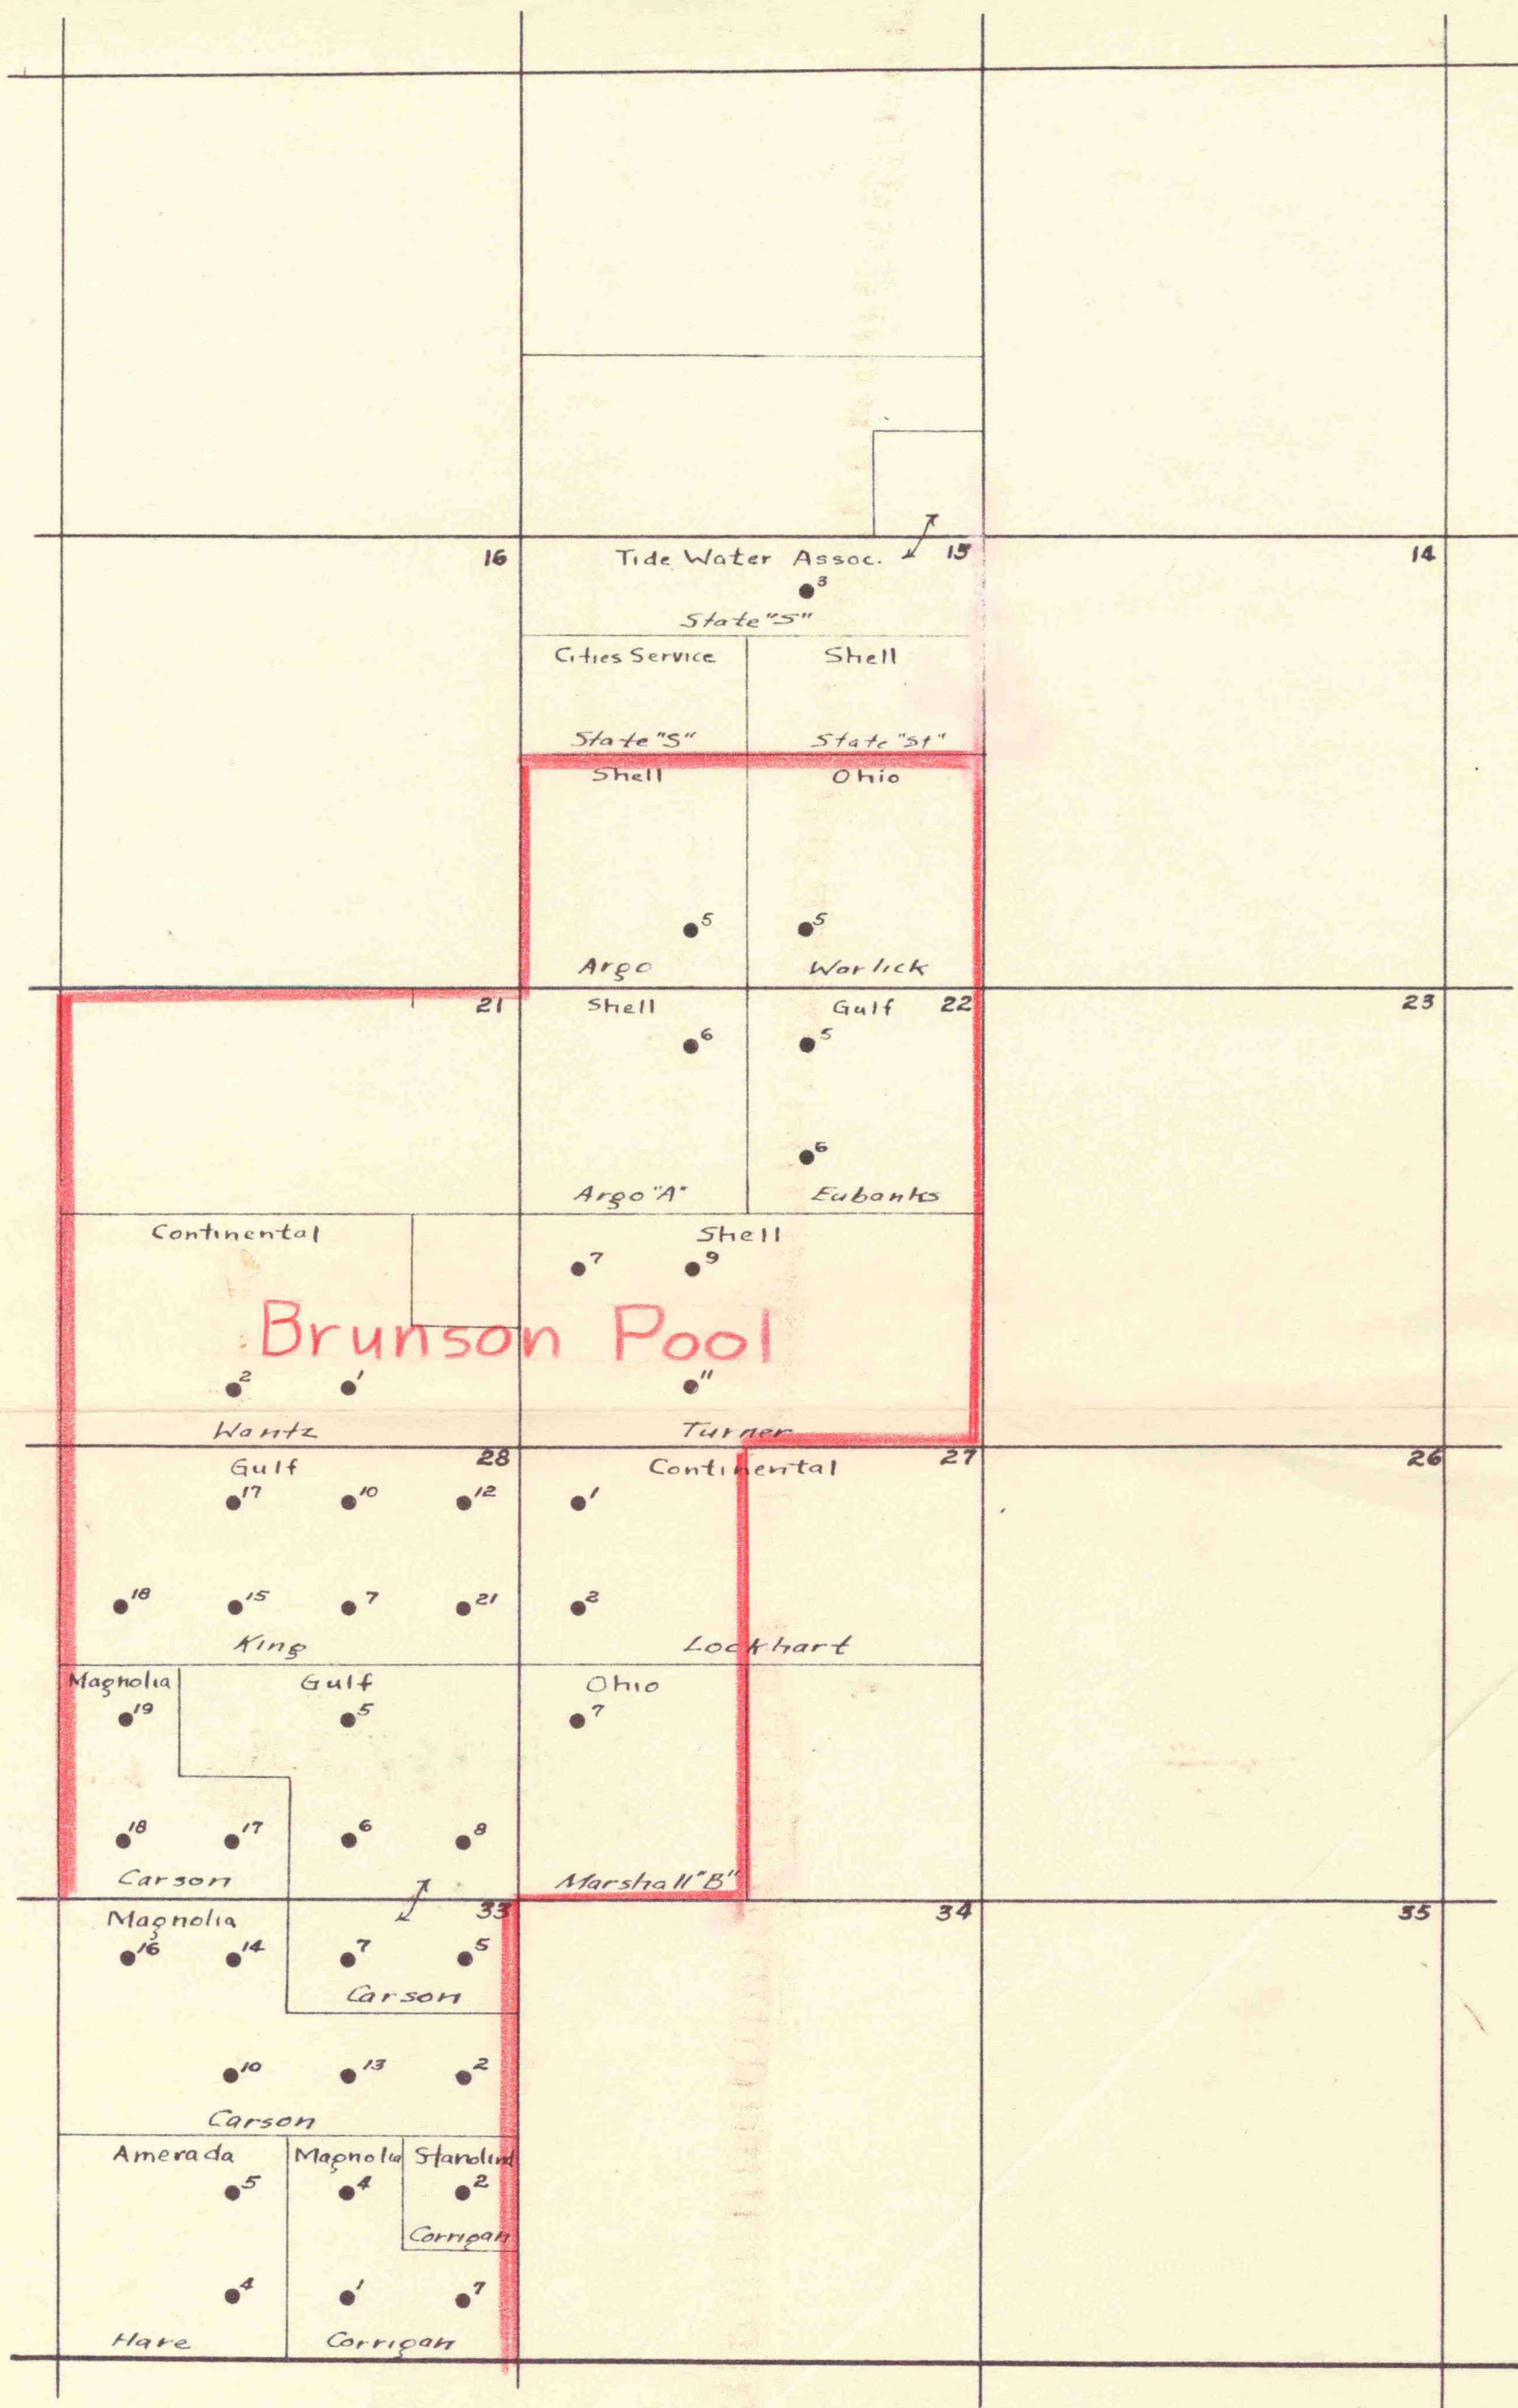 16 Tide Water Assoc. 15 14
3
State "S"
Cities Service Shell
State "S" State "S1"
Shell Ohio
5 5
Argo Warlick
21 Shell Gulf 22 23
6 5
6
Argo "A" Eubanks
Continental Shell
7 9
Brunson Pool
2 1 11
Wantz Turner
28 27 26
Gulf Continental
17 10 12 1
18 15 7 21 2
King Lockhart
Magnolia Gulf Ohio
19 5 7
18 17 6 8
Carson Marshall "B"
33 34 35
Magnolia
16 14 7 5
Carson
10 13 2
Carson
Amerada Magnolia Stanolind
5 4 2
Corrigan
4 1 7
Hare Corrigan